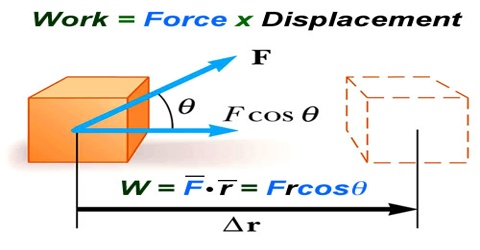 Work = Force x Displacement
F
θ
F cos θ
W = F̅·r̅ = Frcosθ
Δr